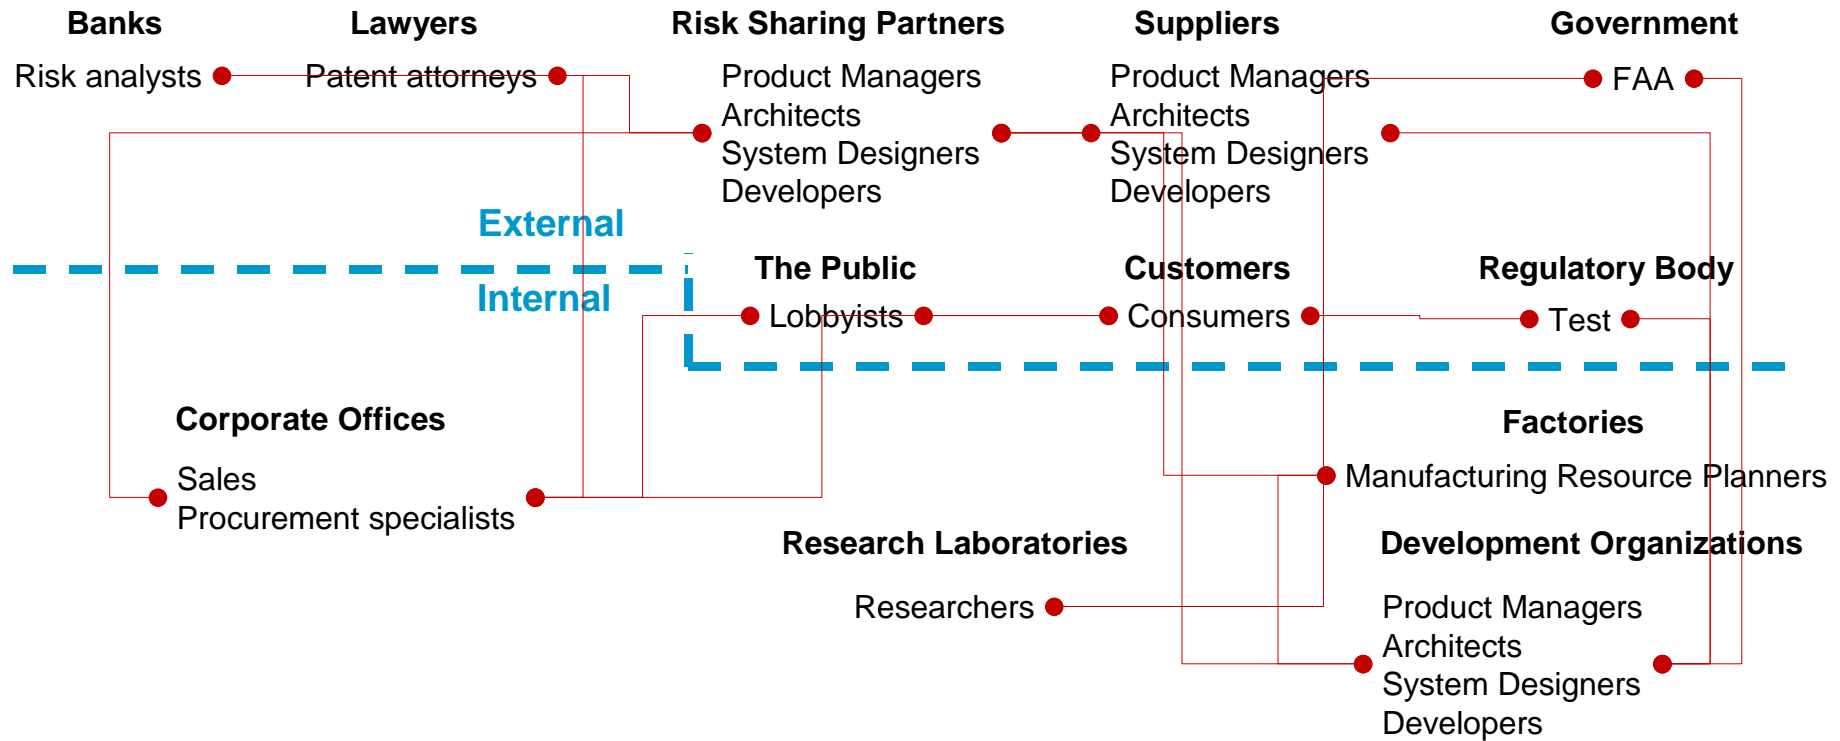 Banks
Risk analysts
Lawyers
Patent attorneys
Risk Sharing Partners
Product Managers
Architects
System Designers
Developers
Suppliers
Product Managers
Architects
System Designers
Developers
Government
FAA
External
Internal
The Public
Lobbyists
Customers
Consumers
Regulatory Body
Test
Corporate Offices
Sales
Procurement specialists
Factories
Manufacturing Resource Planners
Research Laboratories
Researchers
Development Organizations
Product Managers
Architects
System Designers
Developers